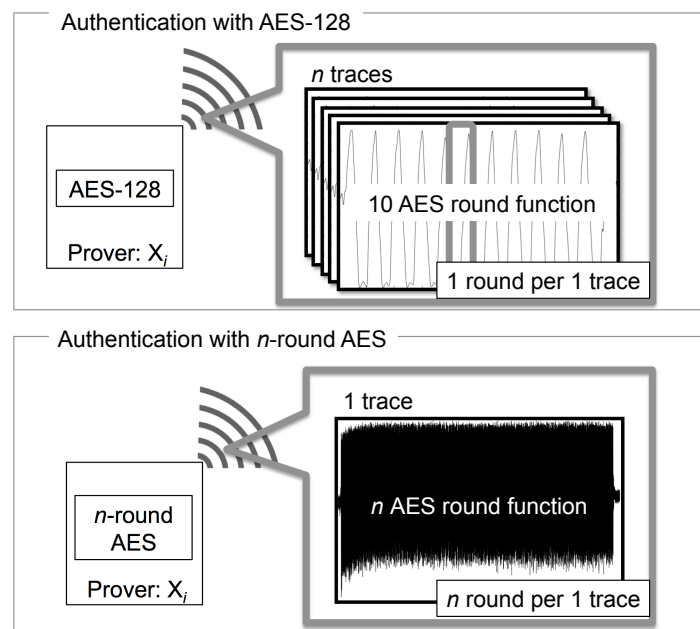 Authentication with AES-128
n traces
AES-128
10 AES round function
Prover: Xi
1 round per 1 trace
Authentication with n-round AES
1 trace
n-round
AES
n AES round function
Prover: Xi
n round per 1 trace